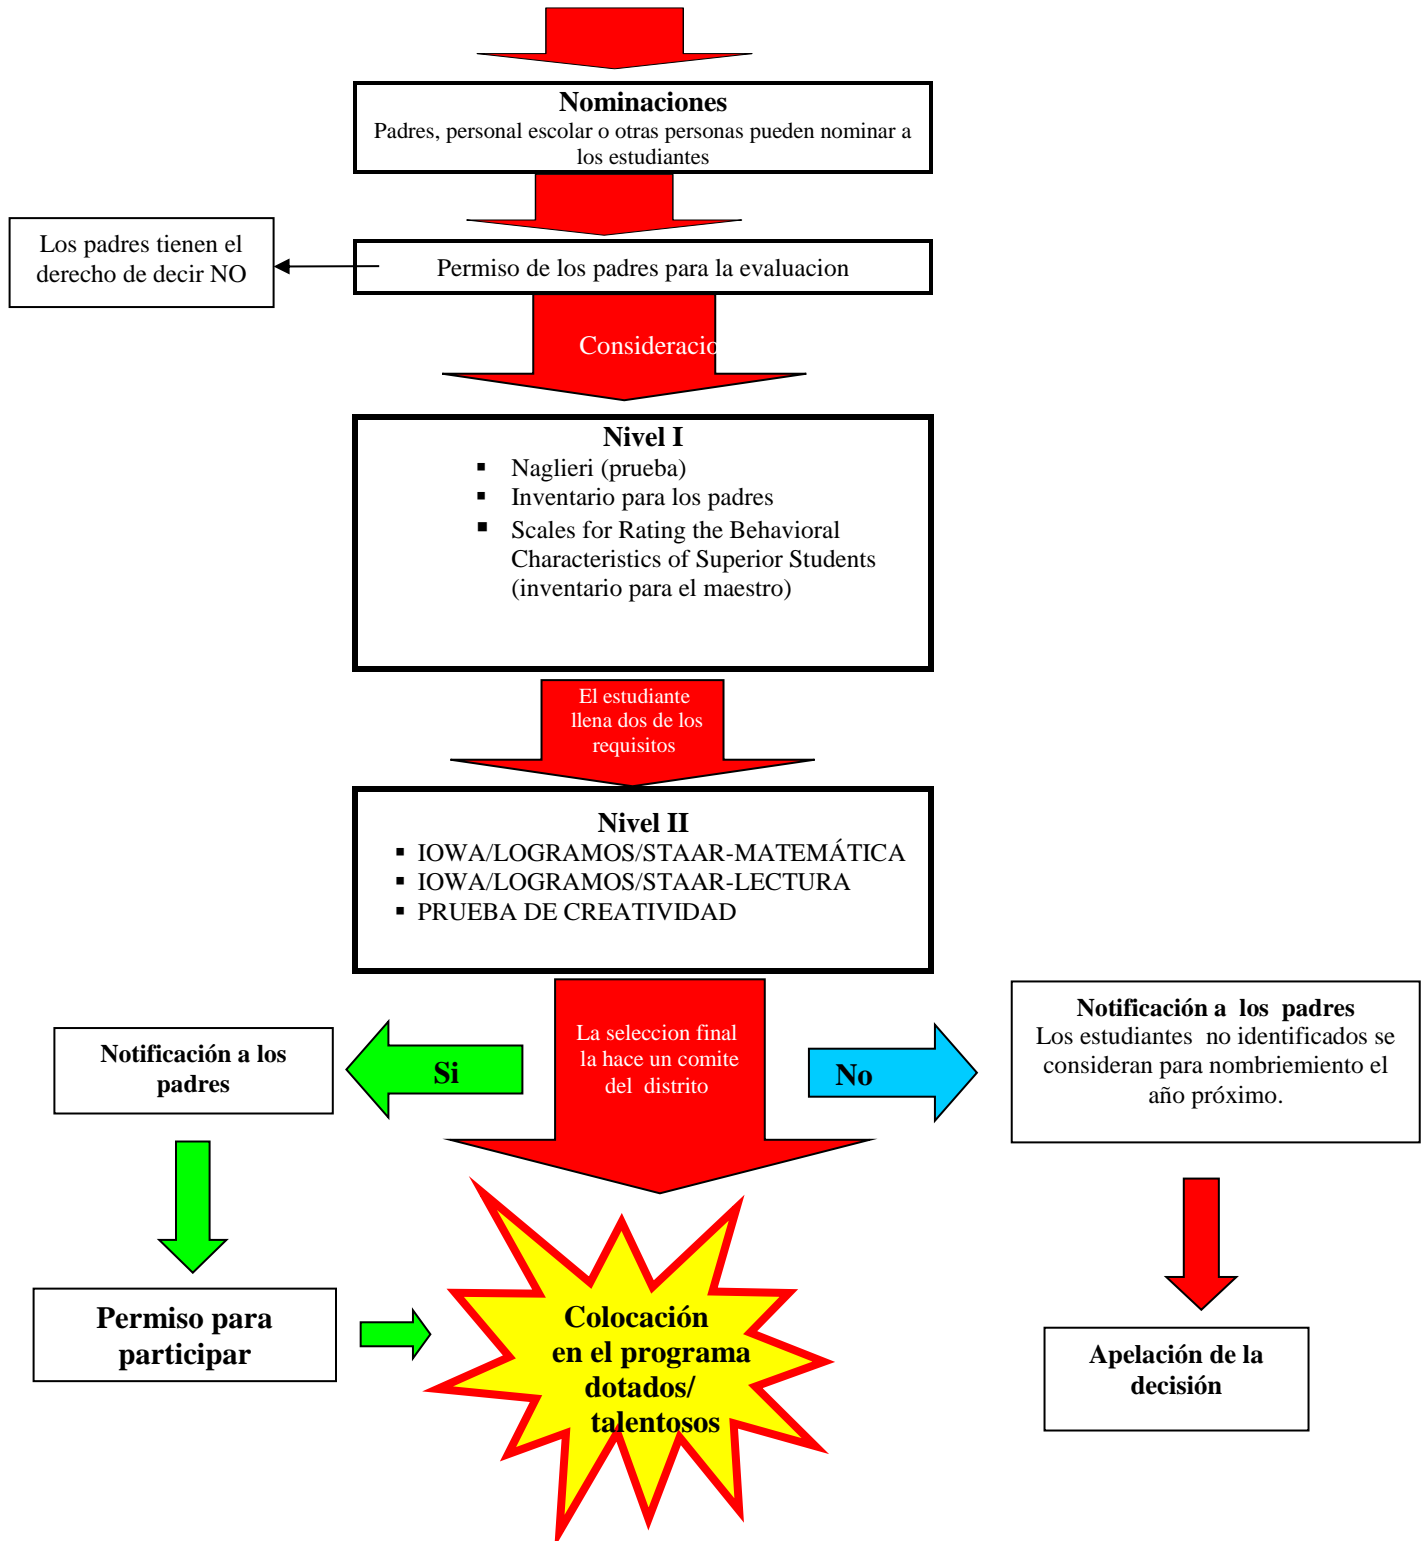 Nominaciones
Padres, personal escolar o otras personas pueden nominar a
los estudiantes
Los padres tienen el
derecho de decir NO
Permiso de los padres para la evaluacion
Consideracio
Nivel I
▪ Naglieri (prueba)
▪ Inventario para los padres
▪ Scales for Rating the Behavioral
Characteristics of Superior Students
(inventario para el maestro)
El estudiante
llena dos de los
requisitos
Nivel II
▪ IOWA/LOGRAMOS/STAAR-MATEMÁTICA
▪ IOWA/LOGRAMOS/STAAR-LECTURA
▪ PRUEBA DE CREATIVIDAD
La seleccion final
la hace un comite
del distrito
Si
No
Notificación a los
padres
Notificación a los padres
Los estudiantes no identificados se
consideran para nombriemiento el
año próximo.
Permiso para
participar
Colocación
en el programa
dotados/
talentosos
Apelación de la
decisión